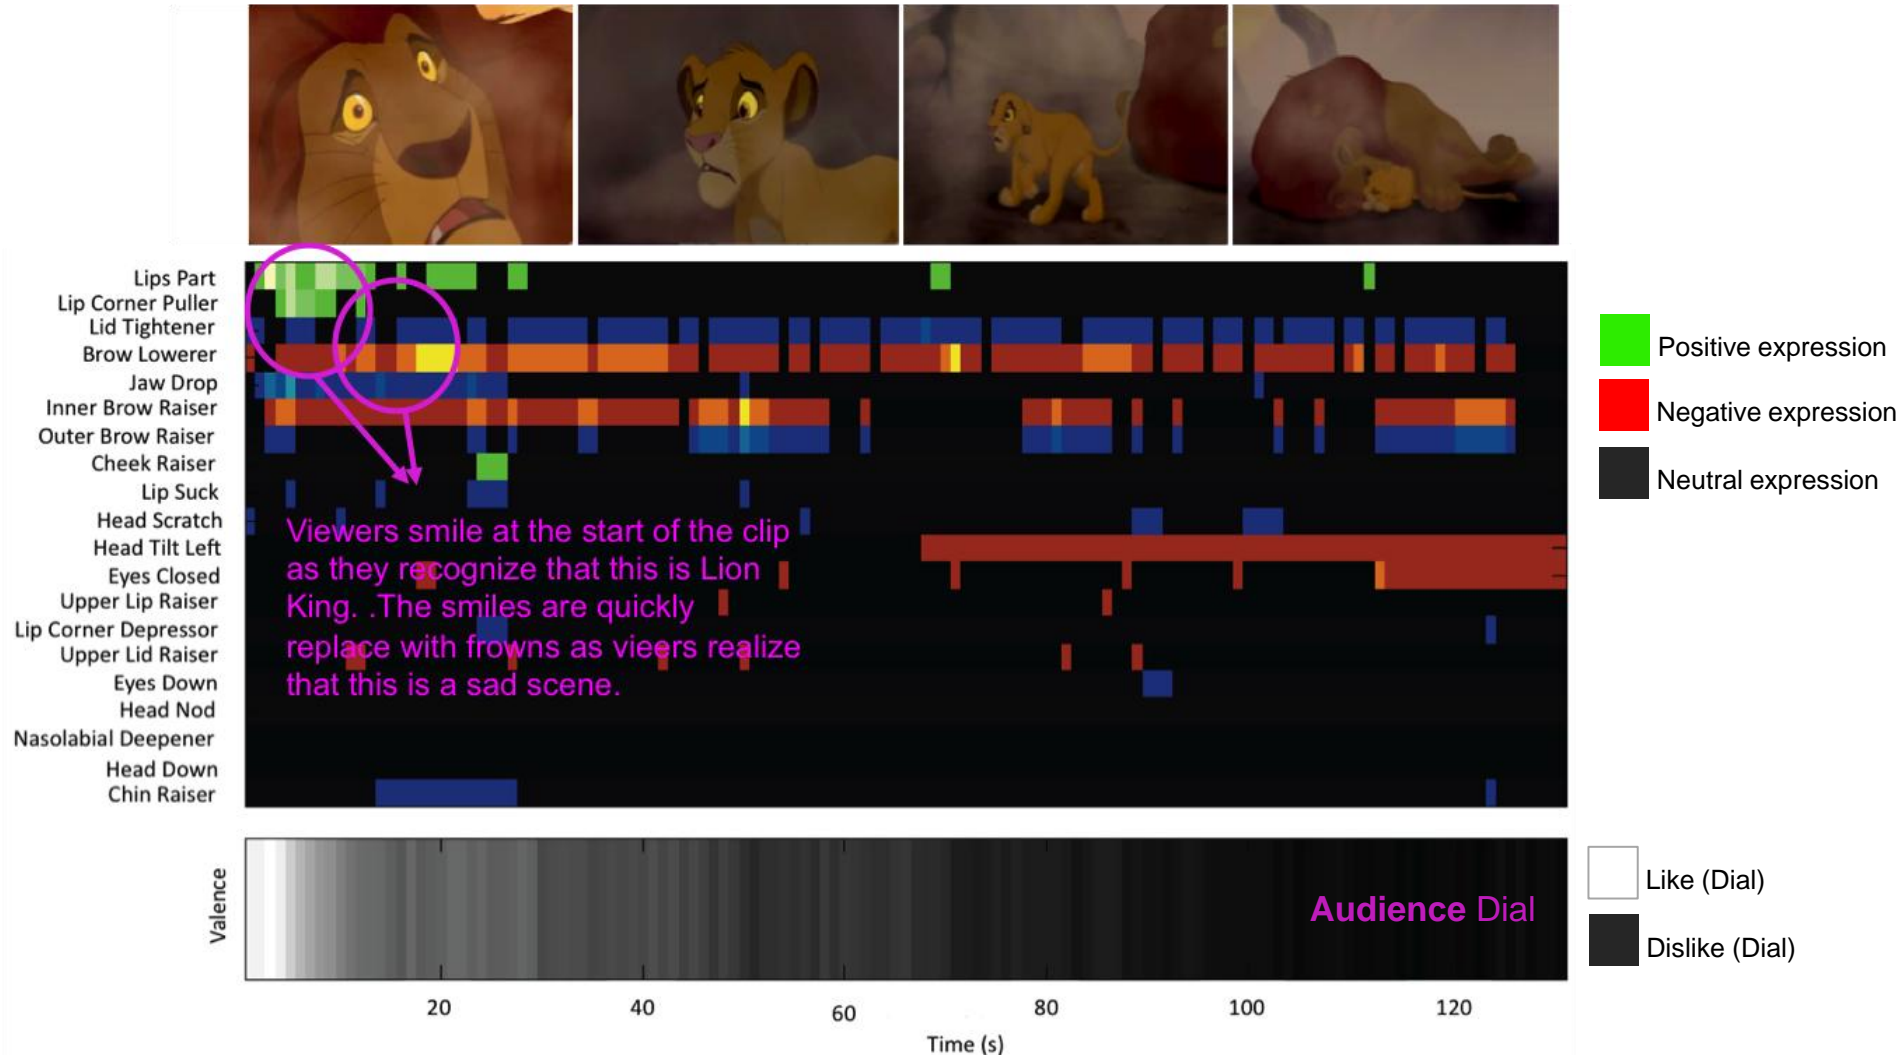 Lips Part
Lip Corner Puller
Lid Tightener
Brow Lowerer
Jaw Drop
Inner Brow Raiser
Outer Brow Raiser
Cheek Raiser
Lip Suck
Head Scratch
Head Tilt Left
Eyes Closed
Upper Lip Raiser
Lip Corner Depressor
Upper Lid Raiser
Eyes Down
Head Nod
Nasolabial Deepener
Head Down
Chin Raiser
Viewers smile at the start of the clip
as they recognize that this is Lion
King. .The smiles are quickly
replace with frowns as vieers realize
that this is a sad scene.
Positive expression
Negative expression
Neutral expression
Valence
Audience Dial
Like (Dial)
Dislike (Dial)
20 40 60 80 100 120
Time (s)